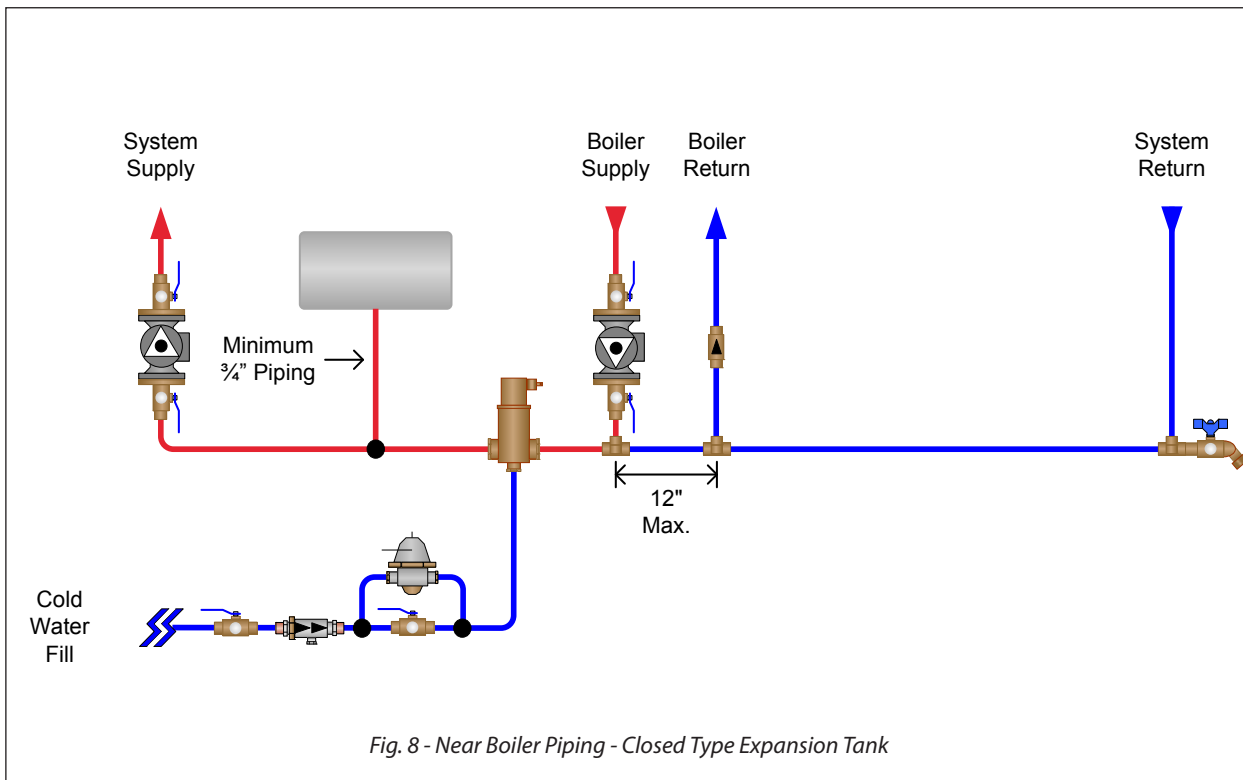 System
Supply
Boiler
Supply
Boiler
Return
System
Return
Minimum
¾” Piping
12"
Max.
Cold
Water
Fill
Fig. 8 - Near Boiler Piping - Closed Type Expansion Tank